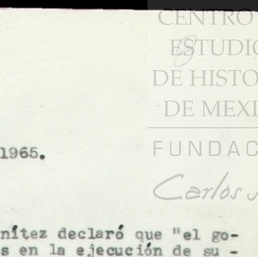 CENTRO
ESTUDIO
DE HISTO
DE MEXI
FUNDAC
Carlos
1965.
nítez declaró que "el go-
s en la ejecución de su -